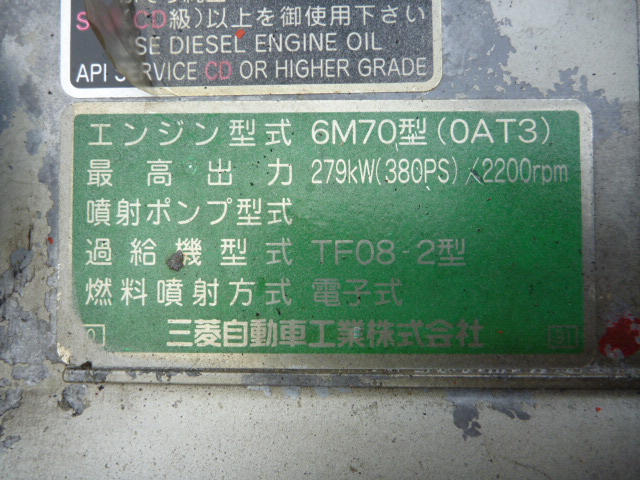 CD級)以上を御使用下さい
SE DIESEL ENGINE OIL
API SERVICE CD OR HIGHER GRADE
エンジン型式 6M70型(0AT3)
最高出力 279kW(380PS)/2200rpm
噴射ポンプ型式
過給機型式 TF08-2型
燃料噴射方式 電子式
三菱自動車工業株式会社